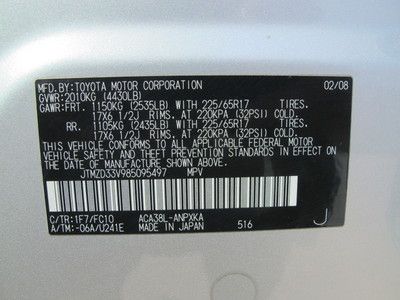 MFD.BY:TOYOTA MOTOR CORPORATION 02/08
GVWR:2010KG (4430LB)
GAWR:FRT. 1150KG (2535LB) WITH 225/65R17 TIRES.
17X6 1/2J RIMS. AT 220KPA (32PSI) COLD
RR. 1105KG (2435LB) WITH 225/65R17 TIRES.
17X6 1/2J RIMS. AT 220KPA (32PSI) COLD
THIS VEHICLE CONFORMS TO ALL APPLICABLE FEDERAL MOTOR
VEHICLE SAFETY AND BUMPER STANDARDS IN EFFECT ON
THE DATE OF MANUFACTURE SHOWN ABOVE.
JTMZD33V985095497 MPV
C/TR:1F7/FC10 ACA38L-ANPXKA
A/TM:-06A/U241E MADE IN JAPAN 516 J